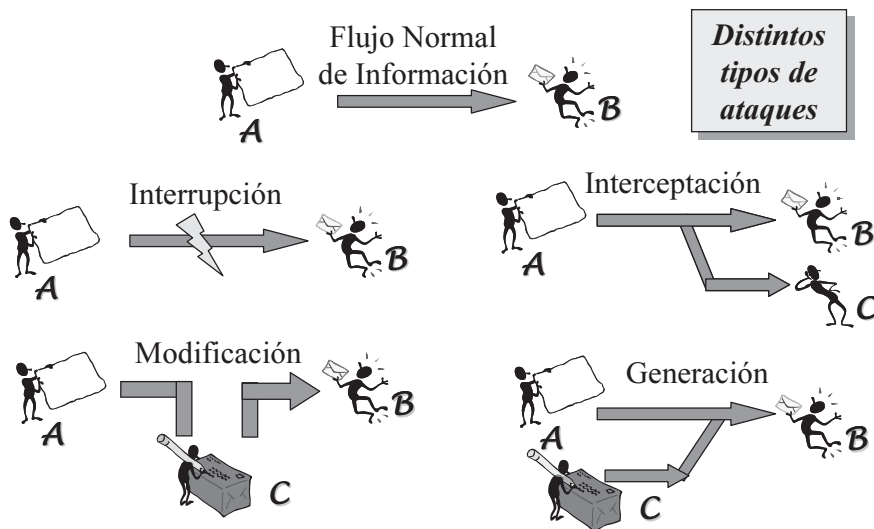 Flujo Normal
de Información
A
B
Distintos
tipos de
ataques
Interrupción
A
B
Interceptación
A
B
C
Modificación
A
B
C
Generación
A
B
C